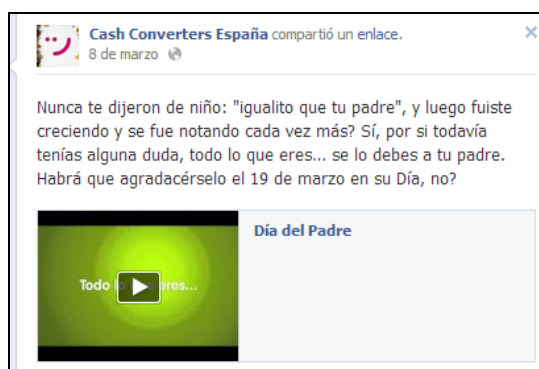 Cash Converters España compartió un enlace.
8 de marzo
Nunca te dijeron de niño: "igualito que tu padre", y luego fuiste
creciendo y se fue notando cada vez más? Sí, por si todavía
tenías alguna duda, todo lo que eres... se lo debes a tu padre.
Habrá que agradacérselo el 19 de marzo en su Día, no?
Día del Padre
Todo eres...